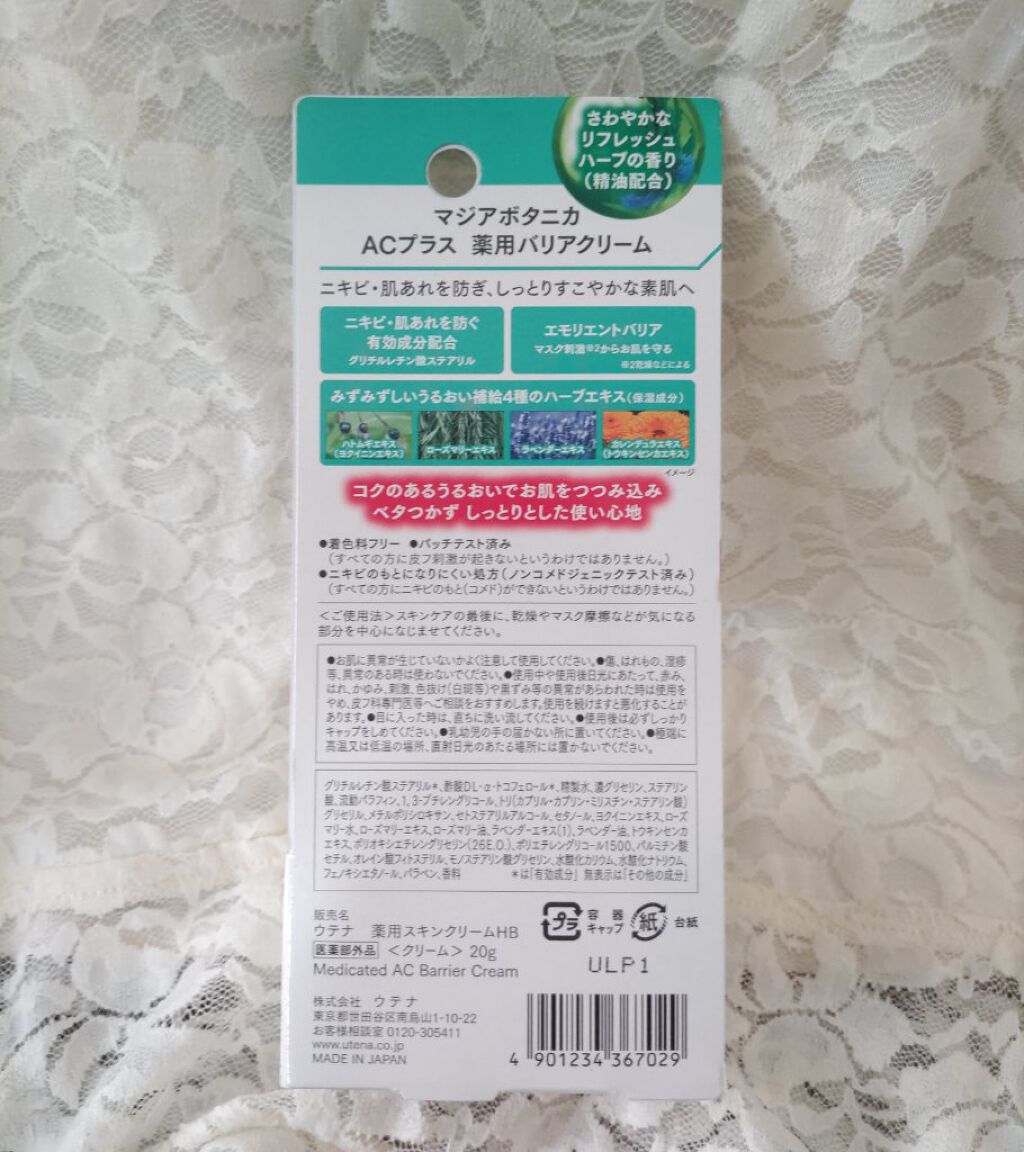 さわやかな
リフレッシュ
ハーブの香り
(精油配合)
マジアボタニカ
ACプラス 薬用バリアクリーム
ニキビ・肌あれを防ぎ、しっとりすこやかな素肌へ
ニキビ・肌あれを防ぐ
有効成分配合
グリチルレチン酸ステアリル
エモリエントバリア
マスク刺激※2からお肌を守る
※2乾燥などによる
みずみずしいうるおい補給4種のハーブエキス(保湿成分)
ハトムギエキス
(ヨクイニンエキス)
ローズマリーエキス
ラベンダーエキス
カレンデュラエキス
(トウキンセンカエキス)
イメージ
コクのあるうるおいでお肌をつつみ込み
ベタつかず しっとりとした使い心地
●着色料フリー ●パッチテスト済み
(すべての方に皮フ刺激が起きないというわけではありません。)
●ニキビのもとになりにくい処方(ノンコメドジェニックテスト済み)
(すべての方にニキビのもと(コメド)ができないというわけではありません。)
<ご使用法>スキンケアの最後に、乾燥やマスク摩擦などが気になる
部分を中心になじませてください。
●お肌に異常が生じていないかよく注意して使用してください。●傷、はれもの、湿疹
等、異常のある時は使わないでください。●使用中や使用後日光にあたって、赤み、
はれ、かゆみ、刺激、色抜け(白斑等)や黒ずみ等の異常があらわれた時は使用を
やめ、皮フ科専門医等へご相談をおすすめします。使用を続けますと悪化することが
あります。●目に入った時は、直ちに洗い流してください。●使用後は必ずしっかり
キャップをしめてください。●乳幼児の手の届かない所に置いてください。●極端に
高温又は低温の場所、直射日光のあたる場所には置かないでください。
グリチルレチン酸ステアリル*、酢酸DL-α-トコフェロール*、精製水、濃グリセリン、ステアリン
酸、流動パラフィン、1,3-ブチレングリコール、トリ(カプリル・カプリン・ミリスチン・ステアリン酸)
グリセリル、メチルポリシロキサン、セトステアリルアルコール、セタノール、ヨクイニンエキス、ローズ
マリー水、ローズマリーエキス、ローズマリー油、ラベンダーエキス(1)、ラベンダー油、トウキンセンカ
エキス、ポリオキシエチレングリセリン(26E.O.)、ポリエチレングリコール1500、パルミチン酸
セチル、オレイン酸フィトステリル、モノステアリン酸グリセリン、水酸化カリウム、水酸化ナトリウム、
フェノキシエタノール、パラベン、香料 *は「有効成分」 無表示は「その他の成分」
販売名
ウテナ 薬用スキンクリームHB
医薬部外品 <クリーム> 20g
Medicated AC Barrier Cream
プラ 容器 キャップ 紙 台紙
ULP1
株式会社 ウテナ
東京都世田谷区南烏山1-10-22
お客様相談室 0120-305411
www.utena.co.jp
MADE IN JAPAN
4 901234 367029